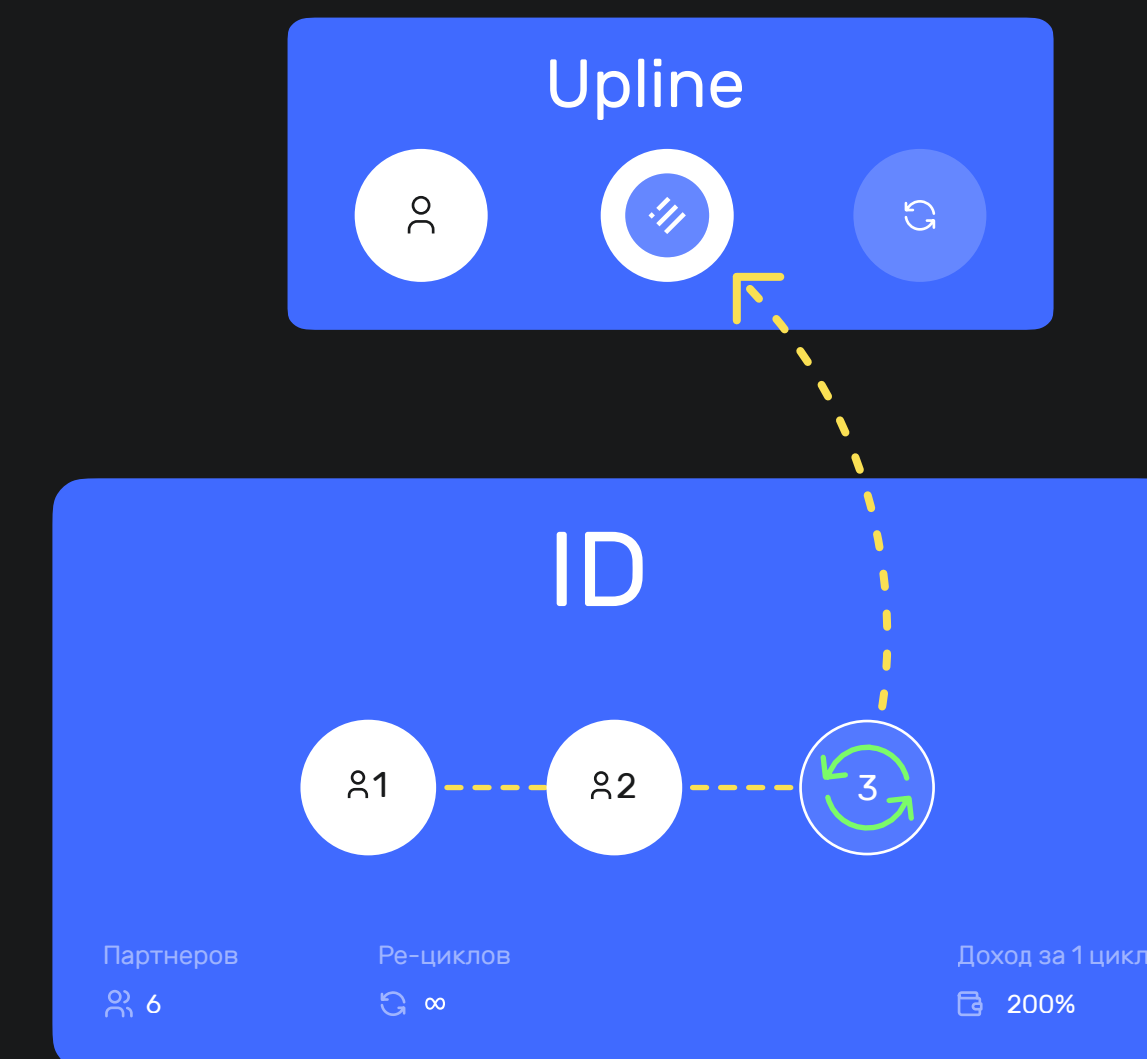 Upline
ID
1
2
3
Партнеров
Ре-циклов
Доход за 1 цикл
6
∞
200%